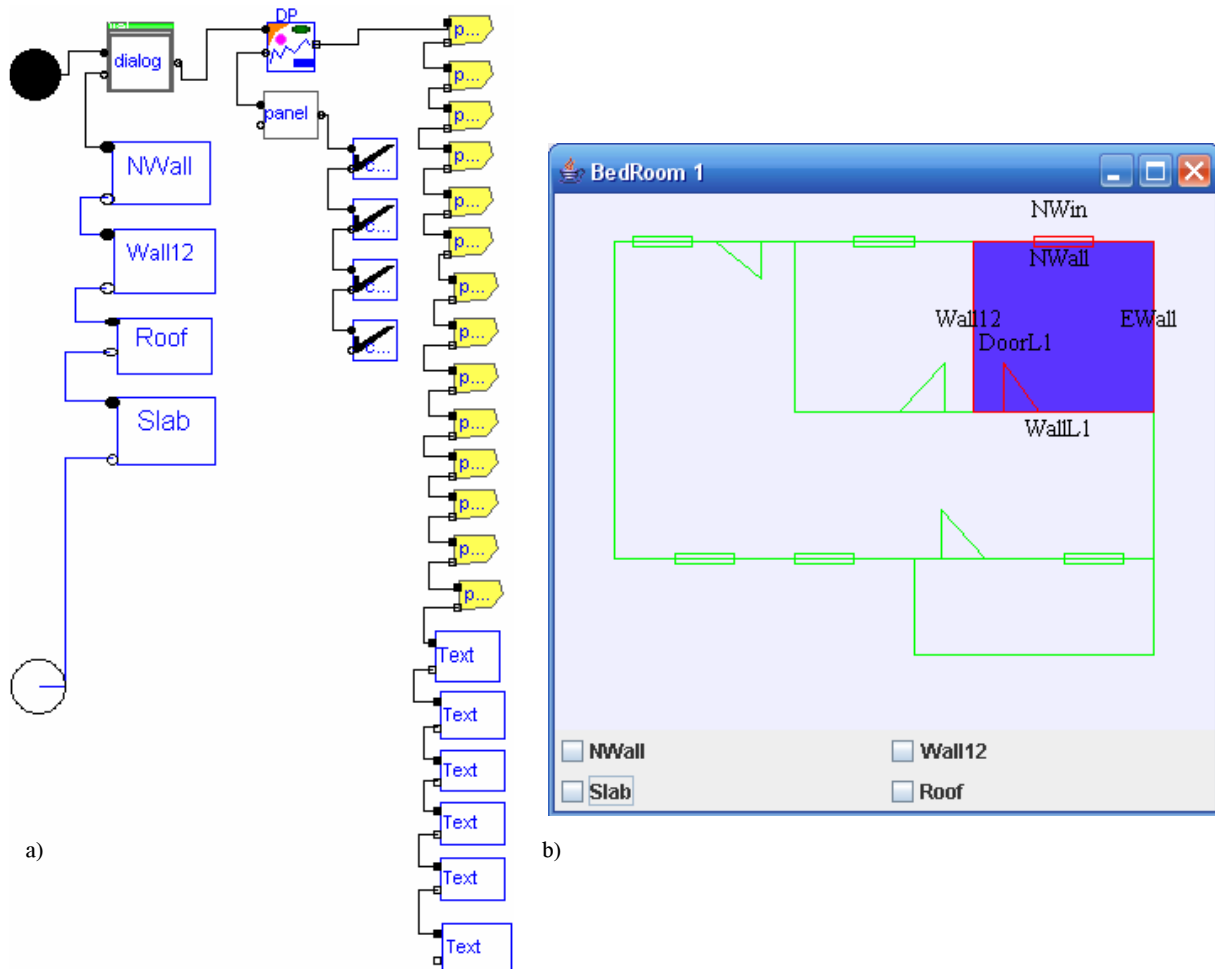 DP
dialog
panel
NWall
Wall12
Roof
Slab
c...
c...
c...
c...
p...
p...
p...
p...
p...
p...
p...
p...
p...
p...
p...
p...
p...
p...
Text
Text
Text
Text
Text
Text
a)
BedRoom 1
NWin
NWall
Wall12
EWall
DoorL1
WallL1
NWall
Wall12
Slab
Roof
b)